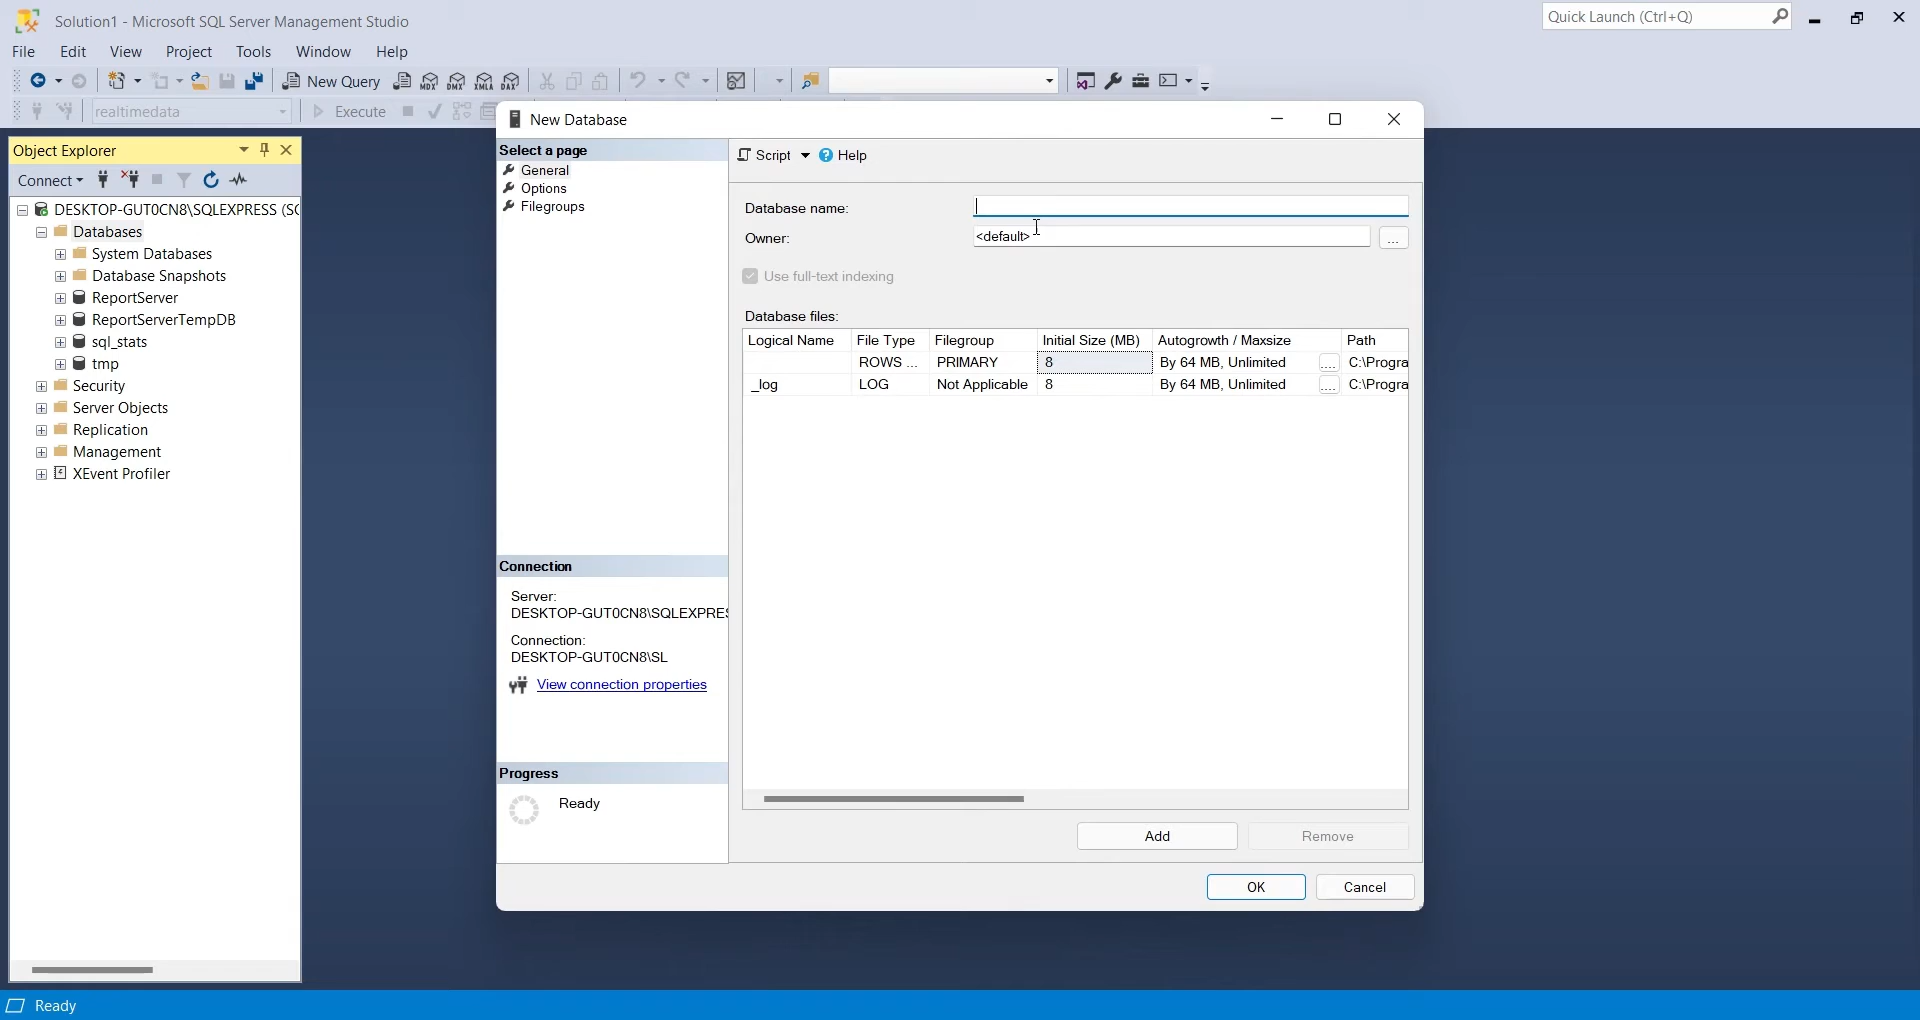 Solution1 - Microsoft SQL Server Management Studio
Quick Launch (Ctrl+Q)
File Edit View Project Tools Window Help
New Query MDX DMX XMLA DAX
realtimedata Execute
Object Explorer
Connect
DESKTOP-GUT0CN8\SQLEXPRESS (SQ
Databases
System Databases
Database Snapshots
ReportServer
ReportServerTempDB
sql_stats
tmp
Security
Server Objects
Replication
Management
XEvent Profiler
New Database
Select a page
General
Options
Filegroups
Connection
Server:
DESKTOP-GUT0CN8\SQLEXPRES
Connection:
DESKTOP-GUT0CN8\SL
View connection properties
Progress
Ready
Script Help
Database name:
Owner: <default> ...
Use full-text indexing
Database files:
Logical Name File Type Filegroup Initial Size (MB) Autogrowth / Maxsize Path
ROWS ... PRIMARY 8 By 64 MB, Unlimited .... C:\Progra
_log LOG Not Applicable 8 By 64 MB, Unlimited .... C:\Progra
Add Remove
OK Cancel
Ready